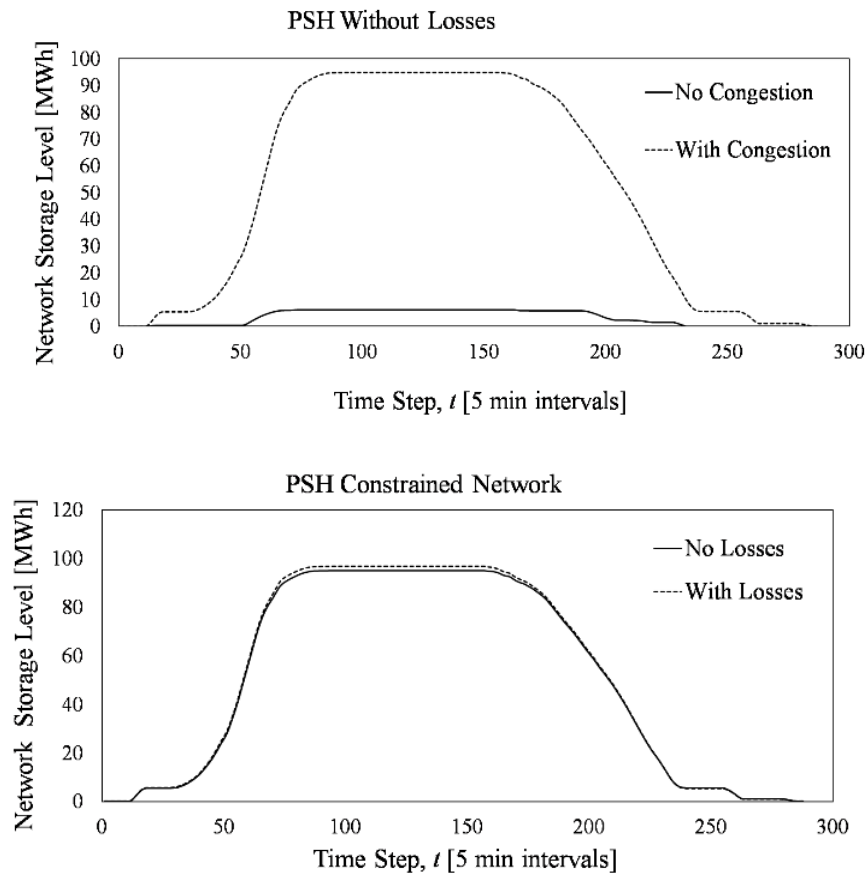 PSH Without Losses
Network Storage Level [MWh]
100
90
80
70
60
50
40
30
20
10
0
No Congestion
With Congestion
0 50 100 150 200 250 300
Time Step, t [5 min intervals]
PSH Constrained Network
Network Storage Level [MWh]
120
100
80
60
40
20
0
No Losses
With Losses
0 50 100 150 200 250 300
Time Step, t [5 min intervals]